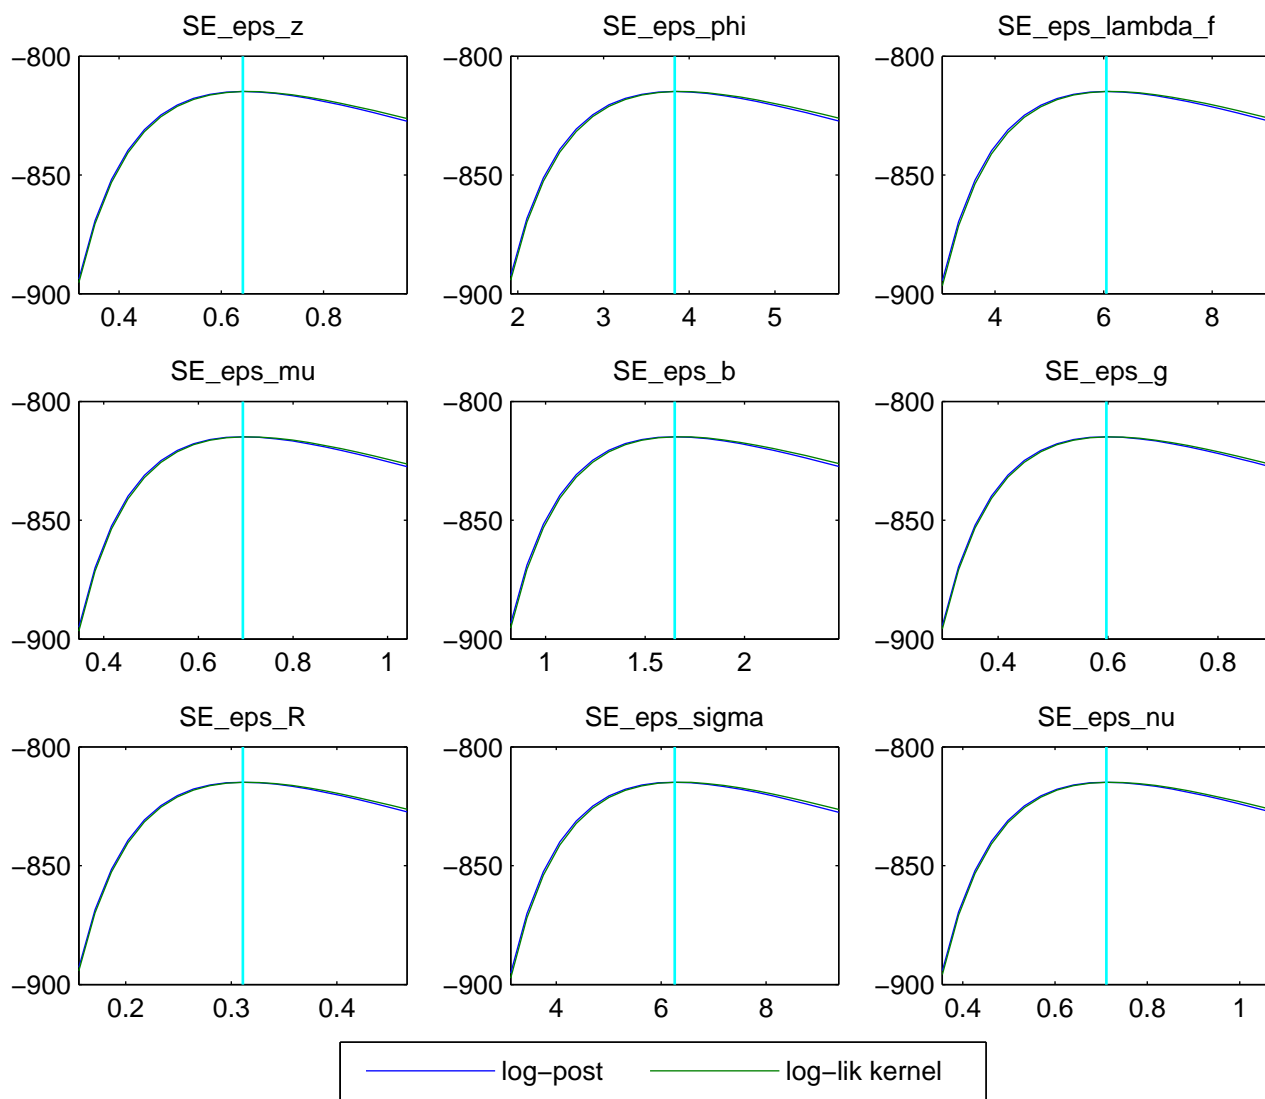 SE_eps_z SE_eps_phi SE_eps_lambda_f
−800 −800 −800
−850 −850 −850
−900 −900 −900
0.4 0.6 0.8 2 3 4 5 4 6 8
SE_eps_mu SE_eps_b SE_eps_g
−800 −800 −800
−850 −850 −850
−900 −900 −900
0.4 0.6 0.8 1 1 1.5 2 0.4 0.6 0.8
SE_eps_R SE_eps_sigma SE_eps_nu
−800 −800 −800
−850 −850 −850
−900 −900 −900
0.2 0.3 0.4 4 6 8 0.4 0.6 0.8 1
log−post log−lik kernel